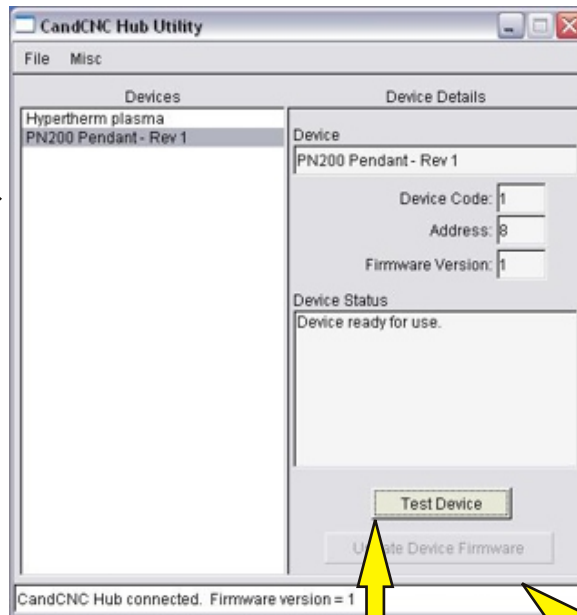 CandCNC Hub Utility
File Misc
Devices
Hypertherm plasma
PN200 Pendant - Rev 1
Device Details
Device
PN200 Pendant - Rev 1
Device Code: 1
Address: 8
Firmware Version: 1
Device Status
Device ready for use.
Test Device
Update Device Firmware
CandCNC Hub connected. Firmware version = 1